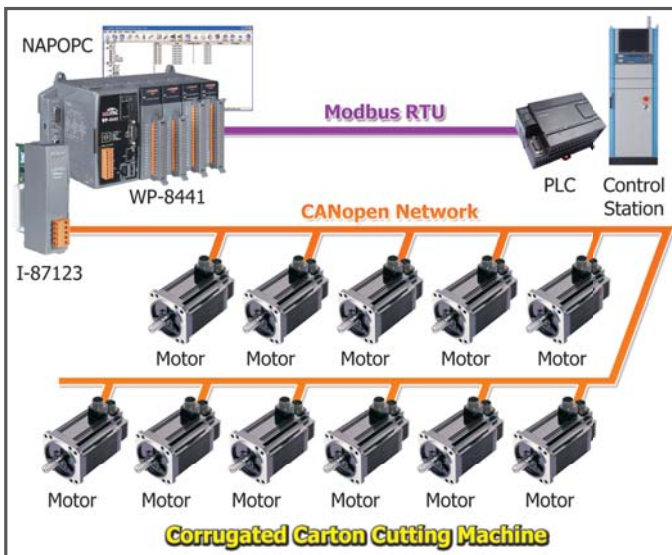 NAPOPC
Modbus RTU
WP-8441
PLC
Control
Station
I-87123
CANopen Network
Motor Motor Motor Motor Motor
Motor Motor Motor Motor Motor Motor
Corrugated Carton Cutting Machine